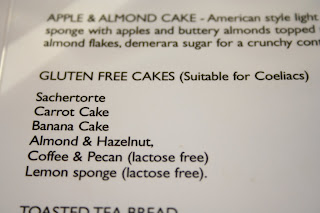 APPLE & ALMOND CAKE - American style light
sponge with apples and buttery almonds topped
almond flakes, demerara sugar for a crunchy
GLUTEN FREE CAKES (Suitable for Coeliacs)
Sachertorte
Carrot Cake
Banana Cake
Almond & Hazelnut,
Coffee & Pecan (lactose free)
Lemon sponge (lactose free).
TOASTED TEA BREAD